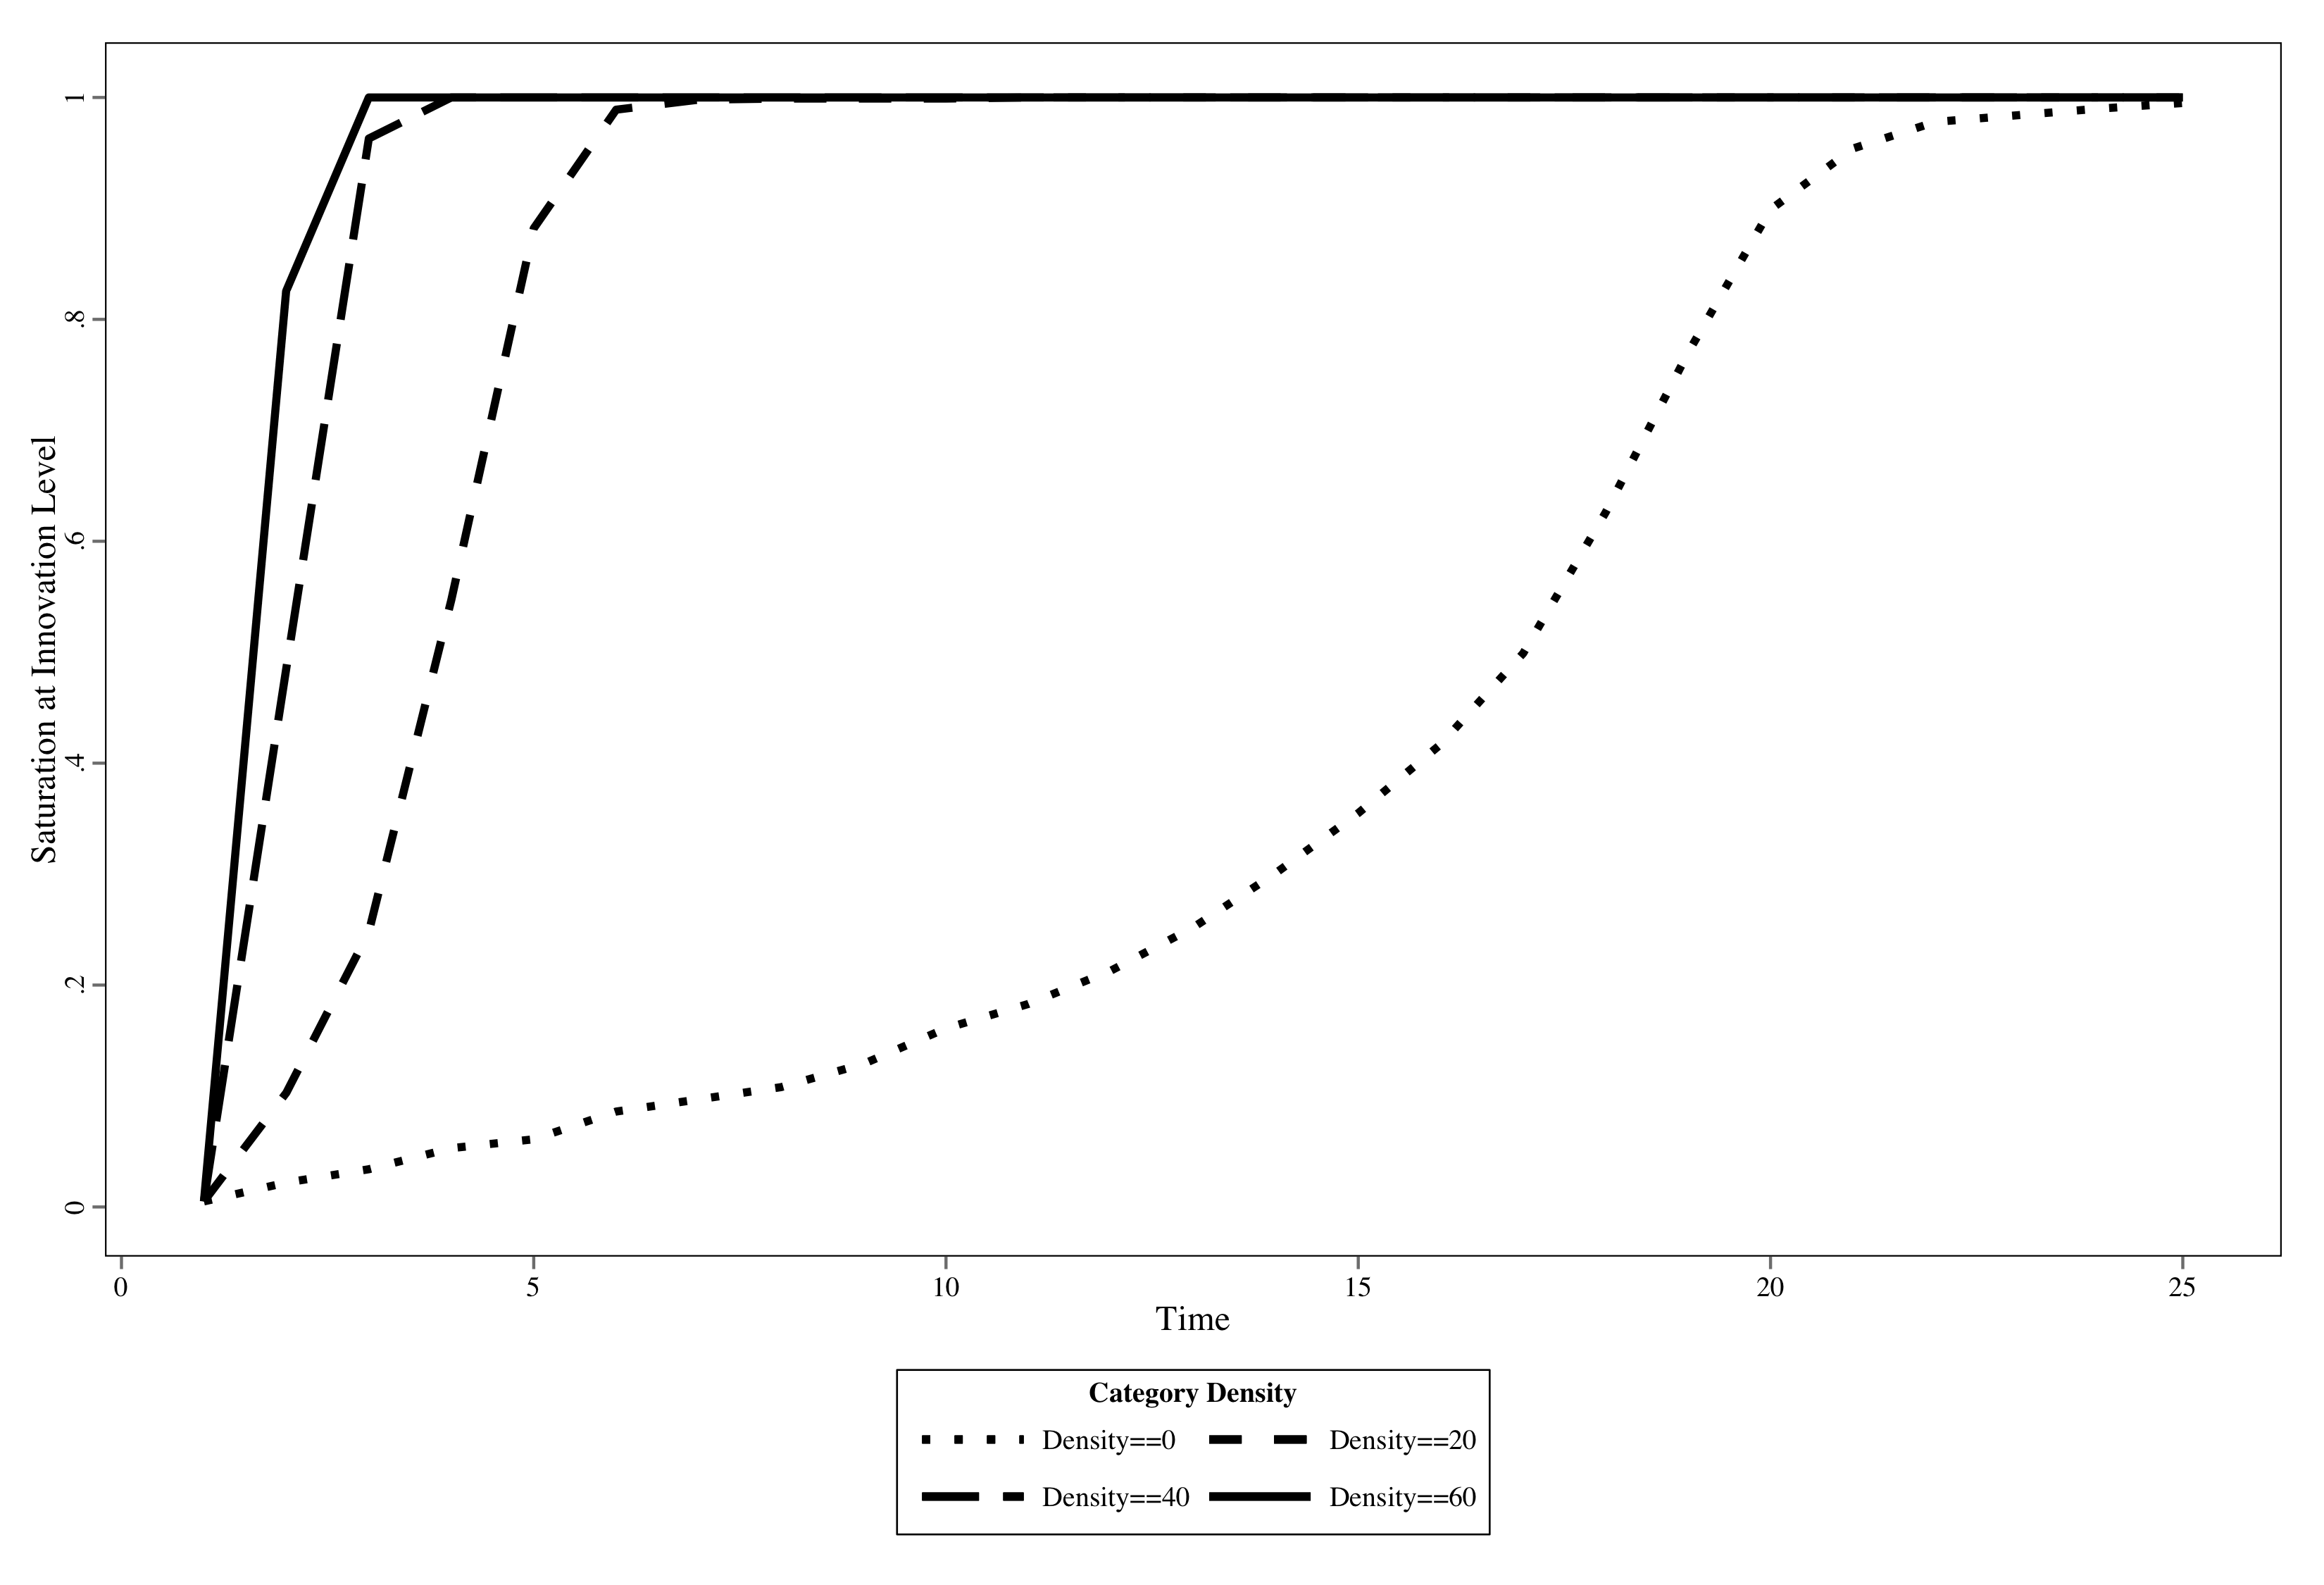 Saturation at Innovation Level
1
.8
.6
.4
.2
0
0 5 10 15 20 25
Time
Category Density
Density==0 Density==20
Density==40 Density==60